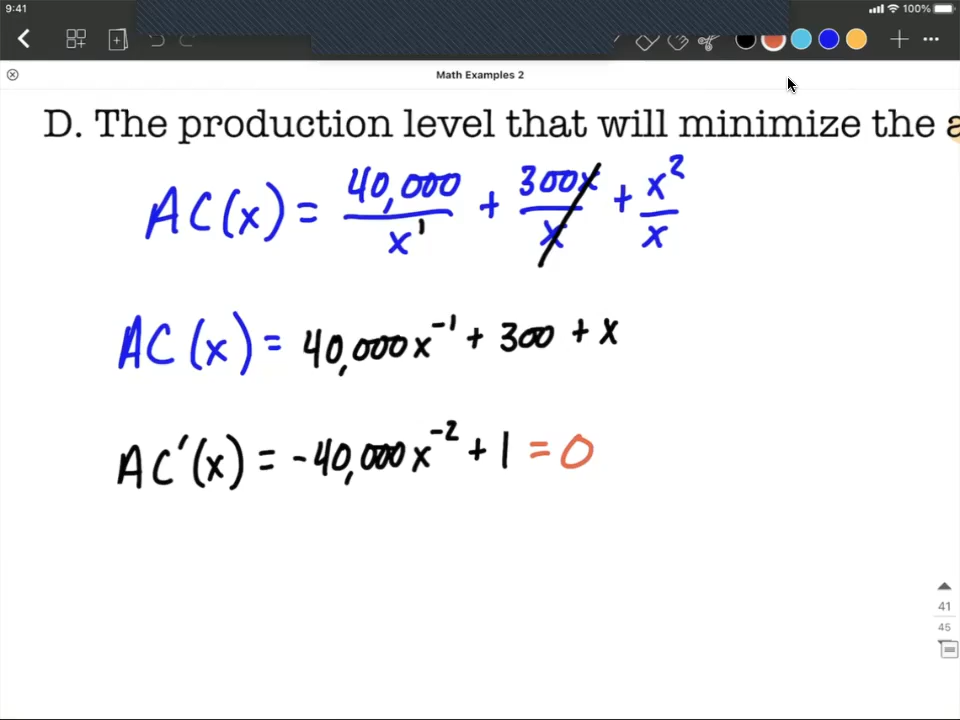 9:41
100%
Math Examples 2
D. The production level that will minimize the a
AC(x) = 40,000/x¹ + 300x/x + x²/x
AC(x) = 40,000x⁻¹ + 300 + x
AC'(x) = -40,000x⁻² + 1 = 0
41
45